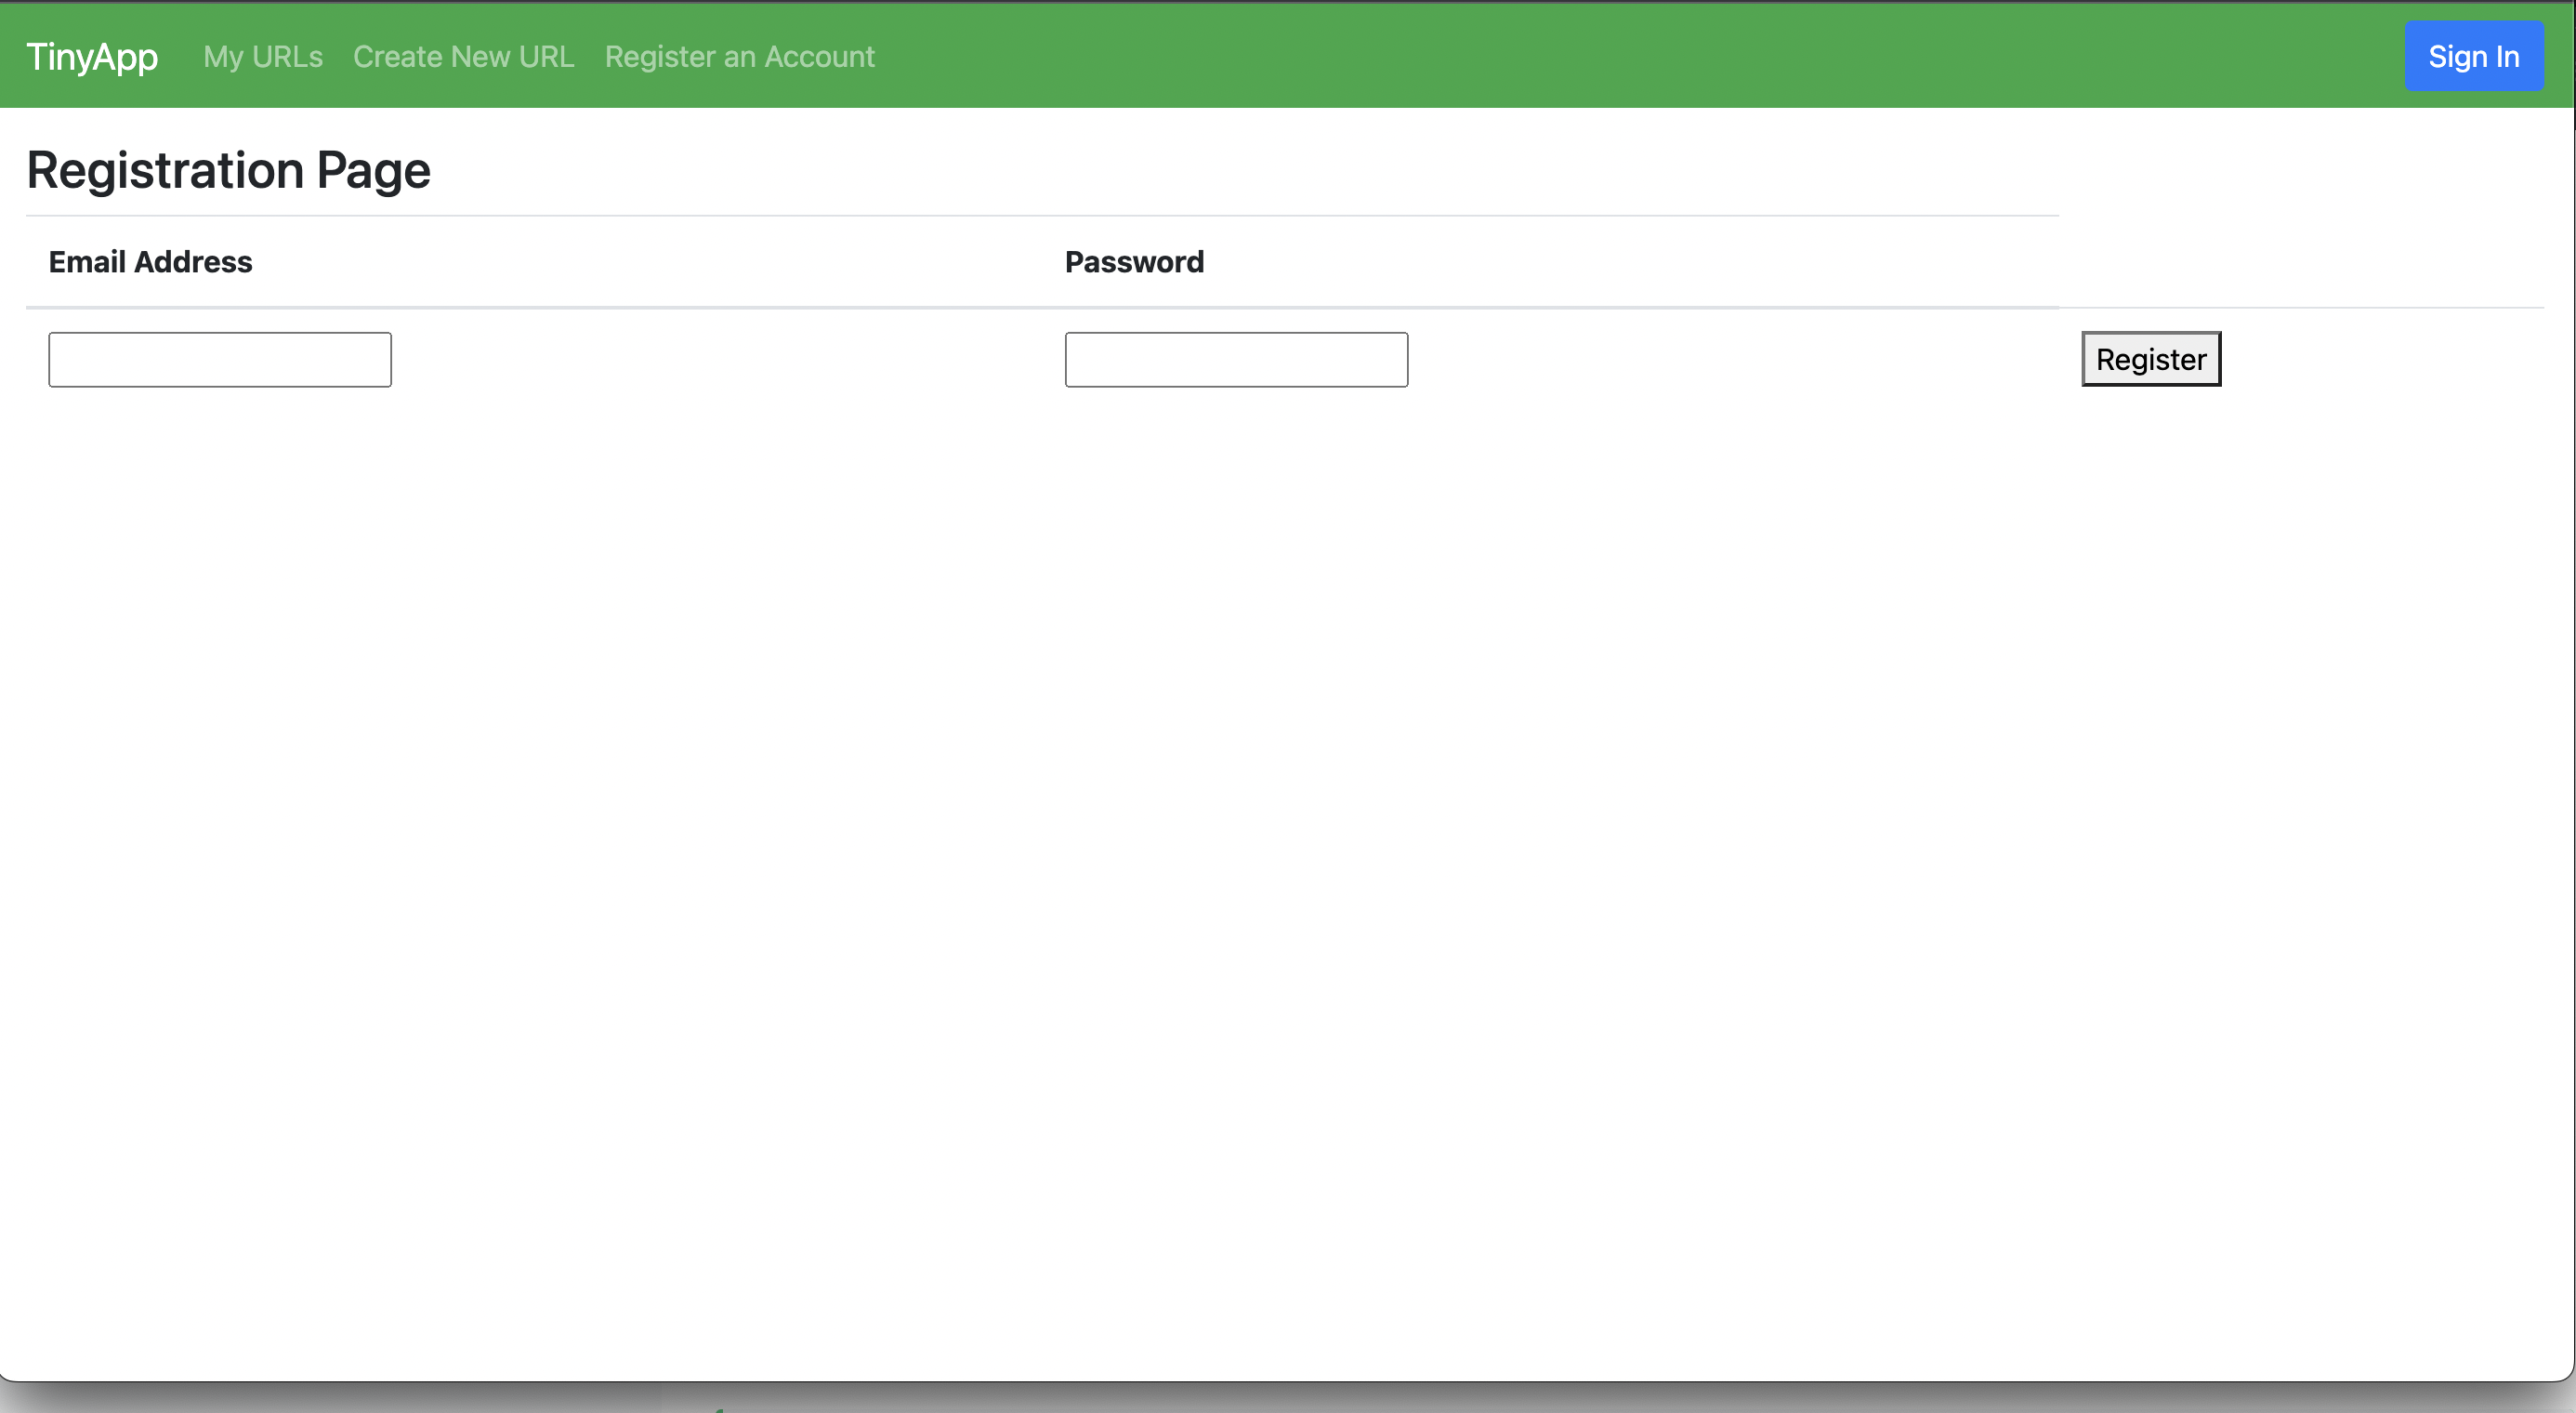 TinyApp My URLs Create New URL Register an Account Sign In
Registration Page
Email Address Password
Register